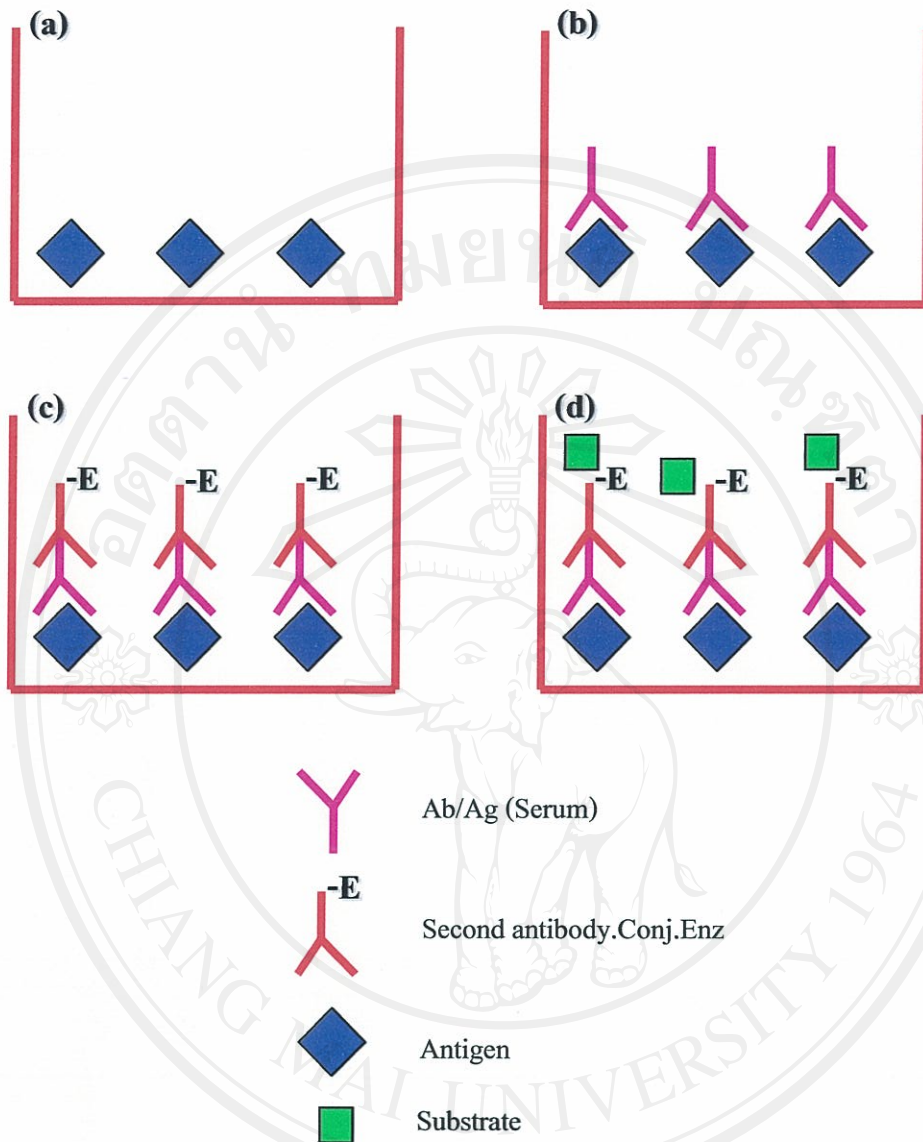 (a)
(b)
(c)
-E -E -E
(d)
-E -E -E
Ab/Ag (Serum)
-E
Second antibody.Conj.Enz
Antigen
Substrate
CHIANG MAI UNIVERSITY 1964